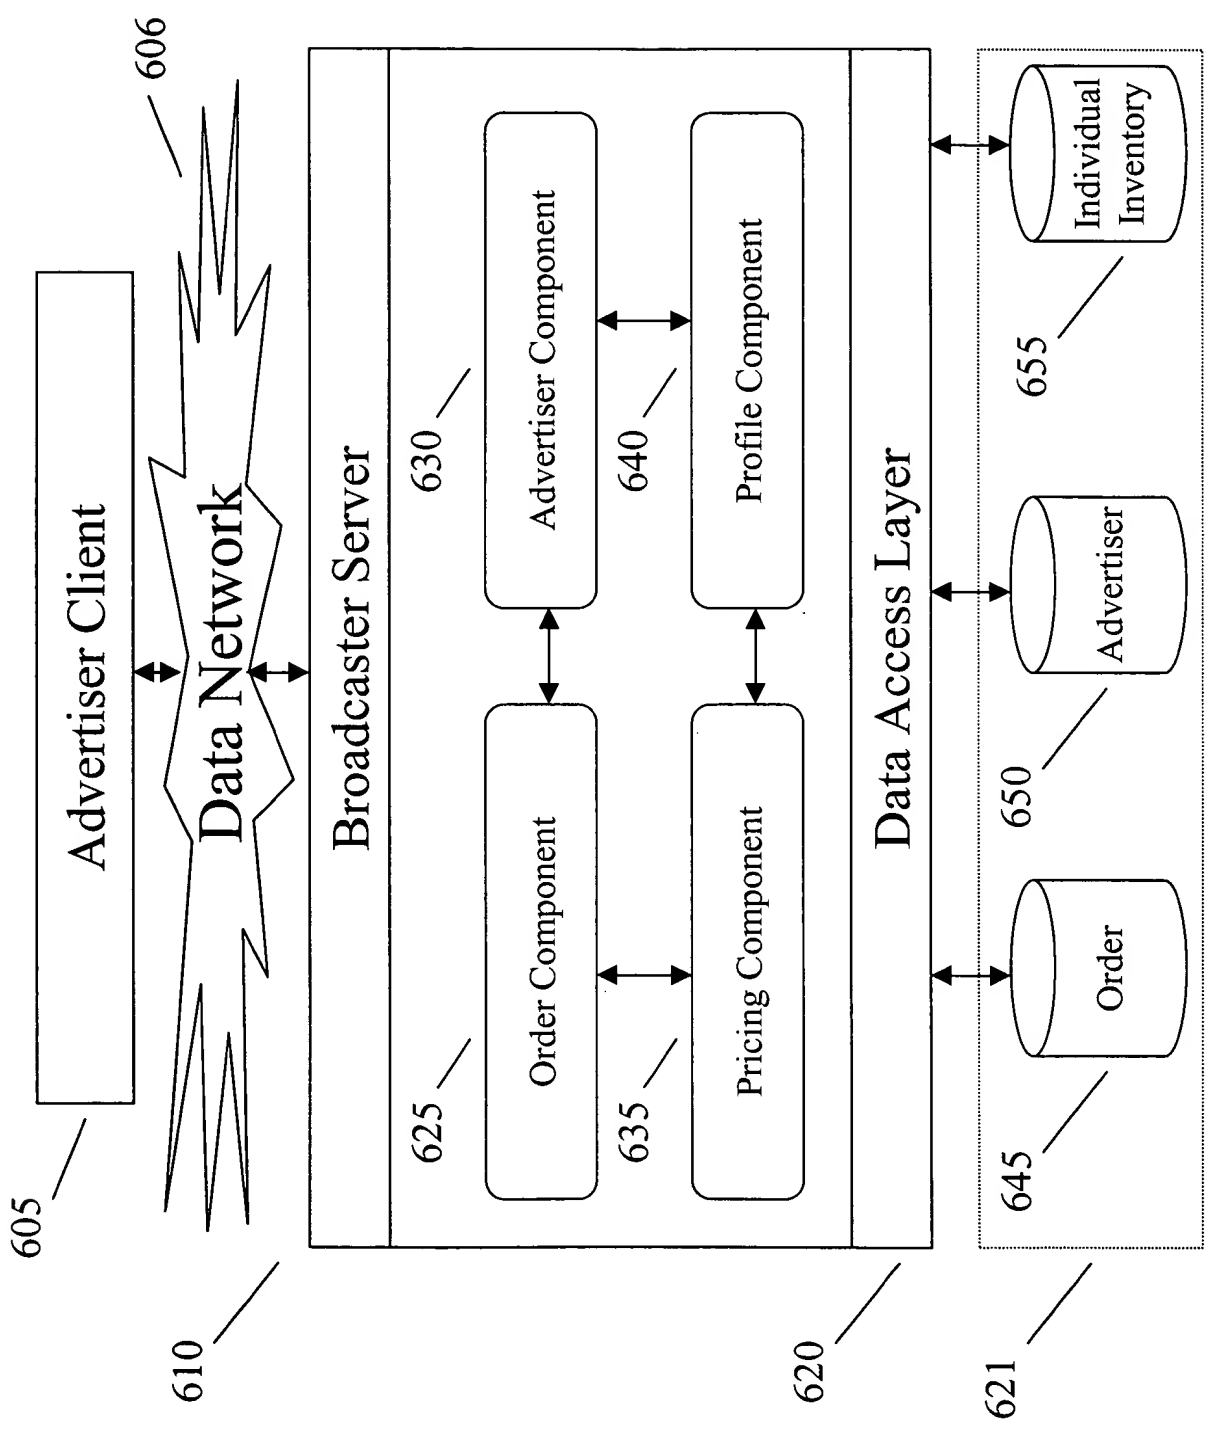 605
Advertiser Client
606
Data Network
610
Broadcaster Server
625
Order Component
630
Advertiser Component
635
Pricing Component
640
Profile Component
620
Data Access Layer
621
645
Order
650
Advertiser
655
Individual
Inventory